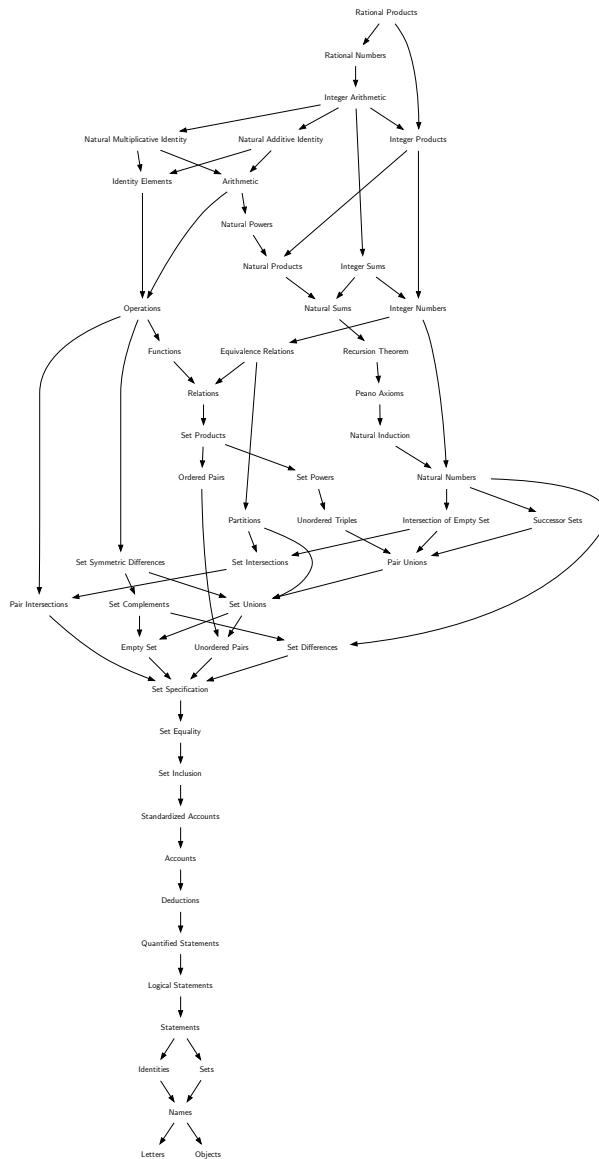 Rational Products
Rational Numbers
Integer Arithmetic
Natural Multiplicative Identity Natural Additive Identity Integer Products
Identity Elements Arithmetic
Natural Powers
Natural Products Integer Sums
Operations Natural Sums Integer Numbers
Functions Equivalence Relations Recursion Theorem
Relations Peano Axioms
Set Products Natural Induction
Ordered Pairs Set Powers Natural Numbers
Partitions Unordered Triples Intersection of Empty Set Successor Sets
Set Symmetric Differences Set Intersections Pair Unions
Pair Intersections Set Complements Set Unions
Empty Set Unordered Pairs Set Differences
Set Specification
Set Equality
Set Inclusion
Standardized Accounts
Accounts
Deductions
Quantified Statements
Logical Statements
Statements
Identities Sets
Names
Letters Objects